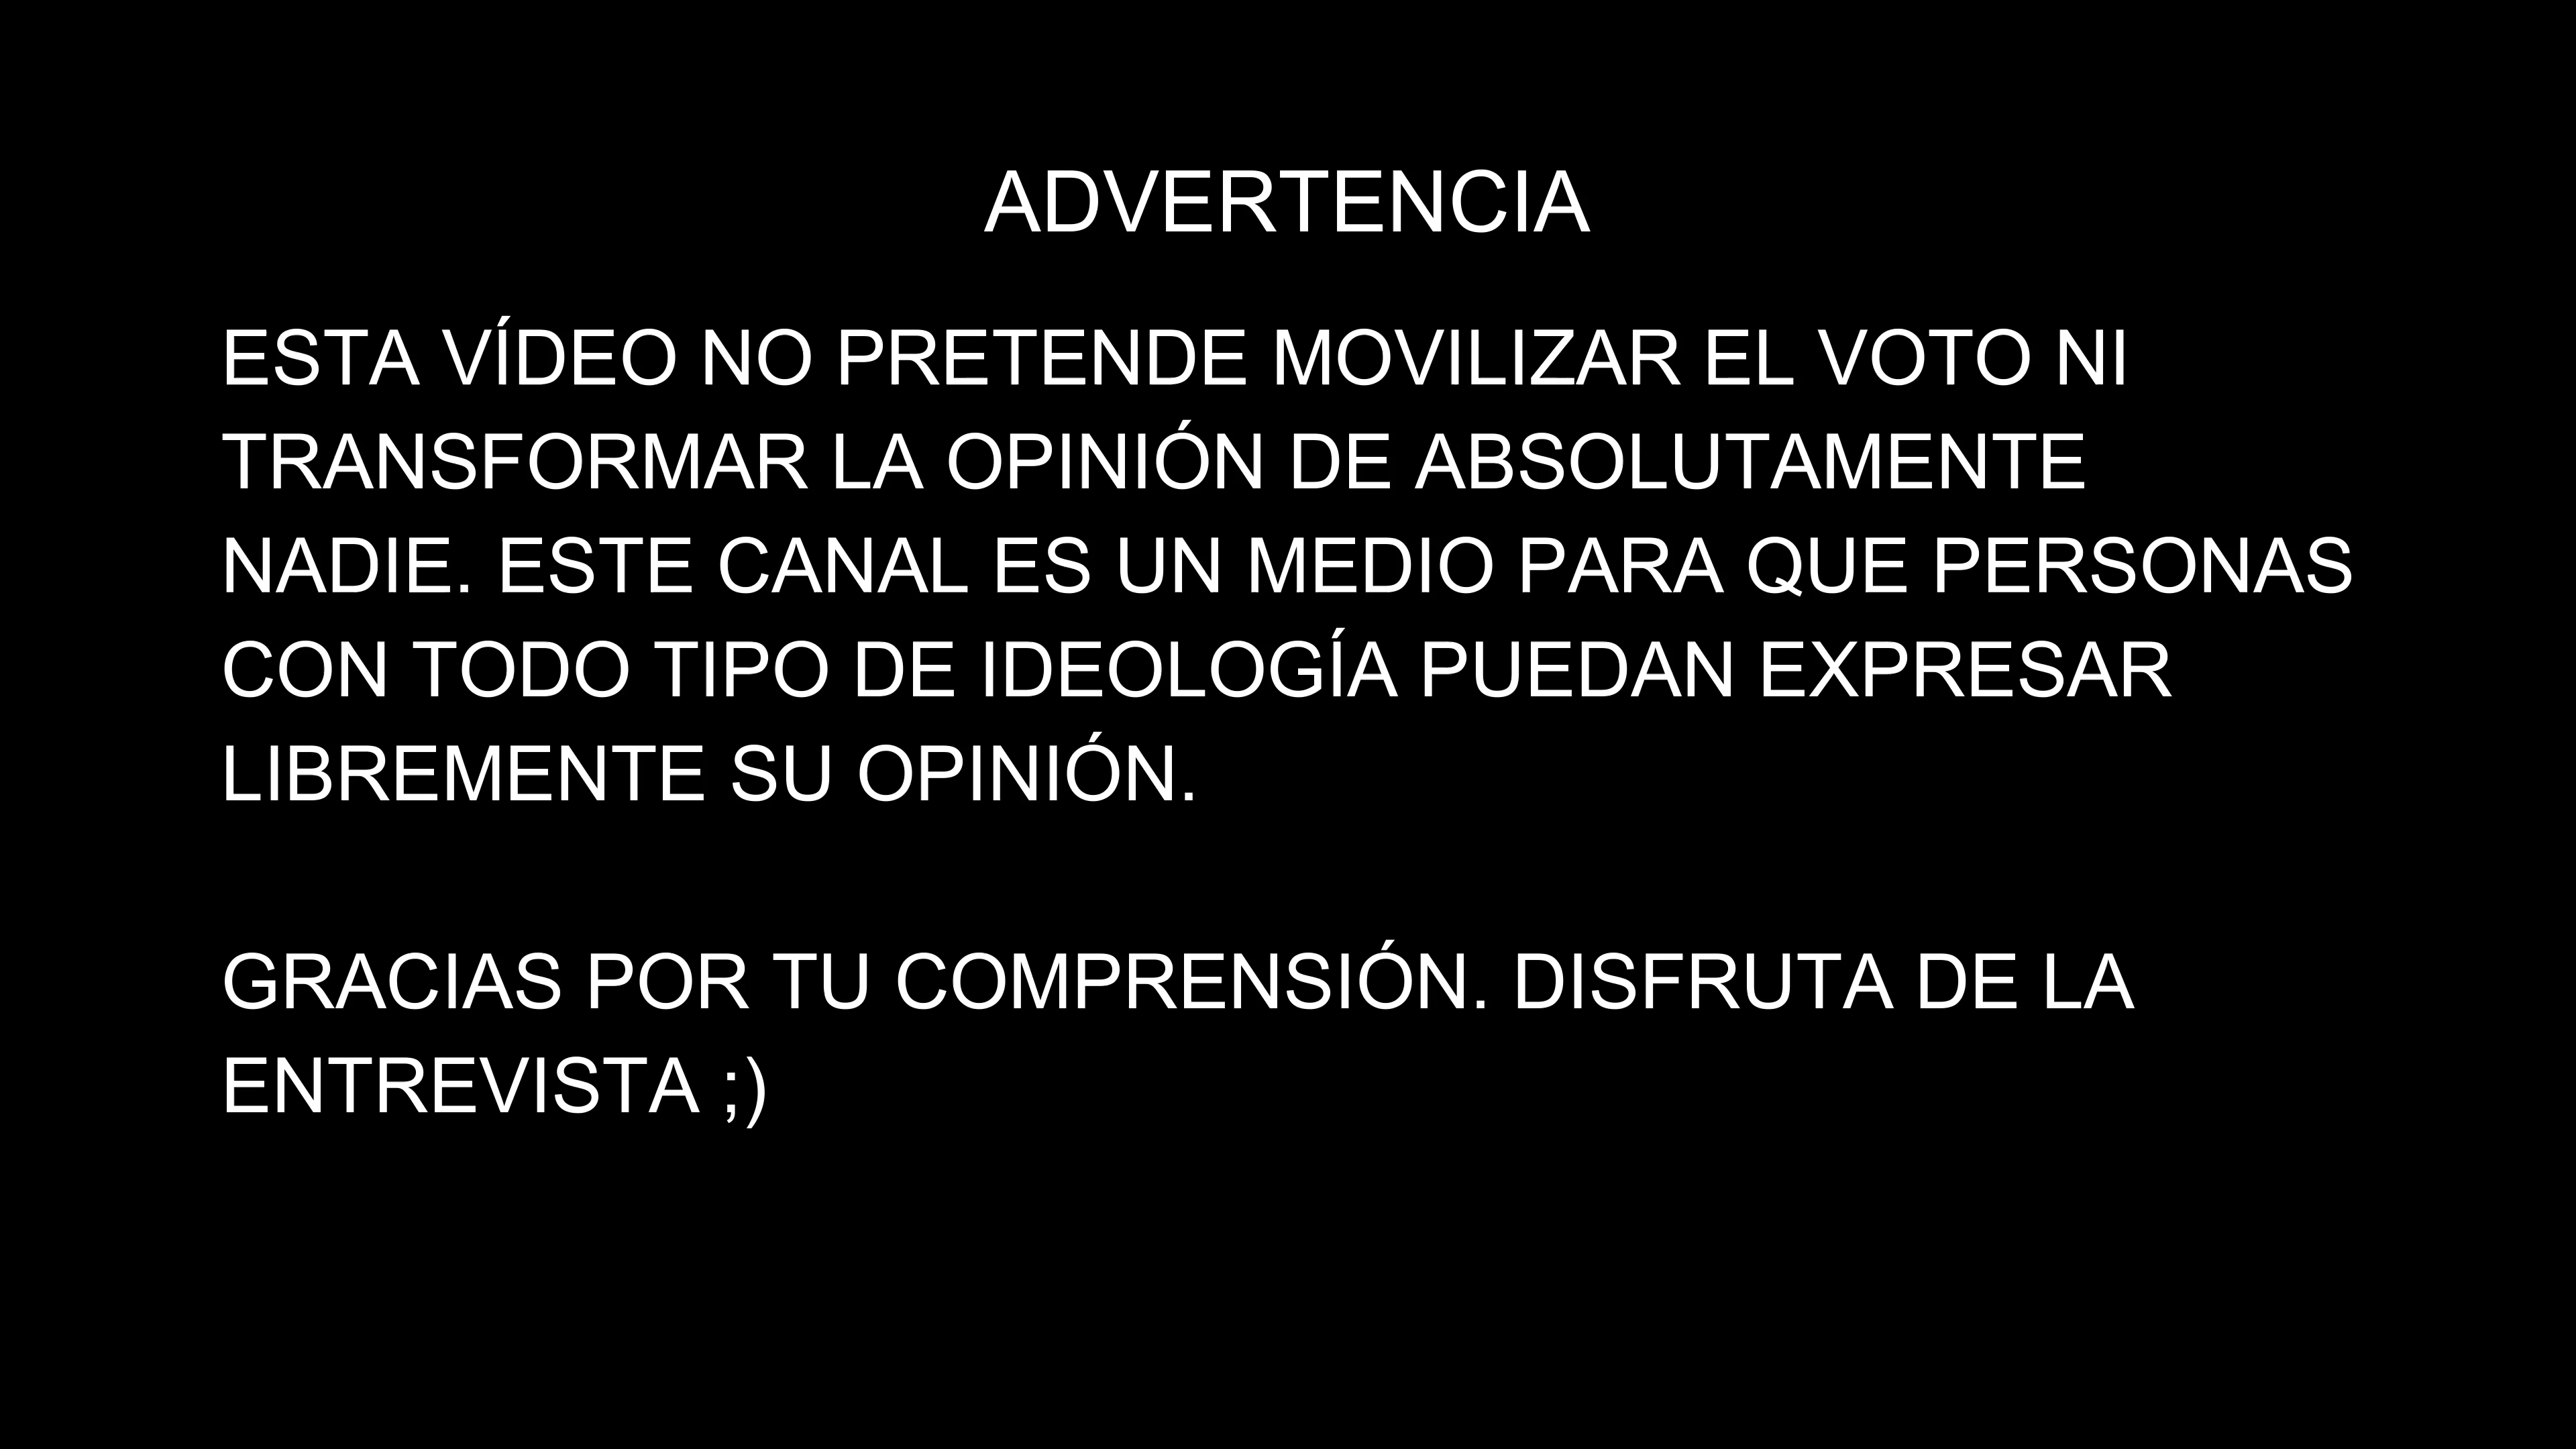 ADVERTENCIA
ESTA VÍDEO NO PRETENDE MOVILIZAR EL VOTO NI
TRANSFORMAR LA OPINIÓN DE ABSOLUTAMENTE
NADIE. ESTE CANAL ES UN MEDIO PARA QUE PERSONAS
CON TODO TIPO DE IDEOLOGÍA PUEDAN EXPRESAR
LIBREMENTE SU OPINIÓN.
GRACIAS POR TU COMPRENSIÓN. DISFRUTA DE LA
ENTREVISTA ;)